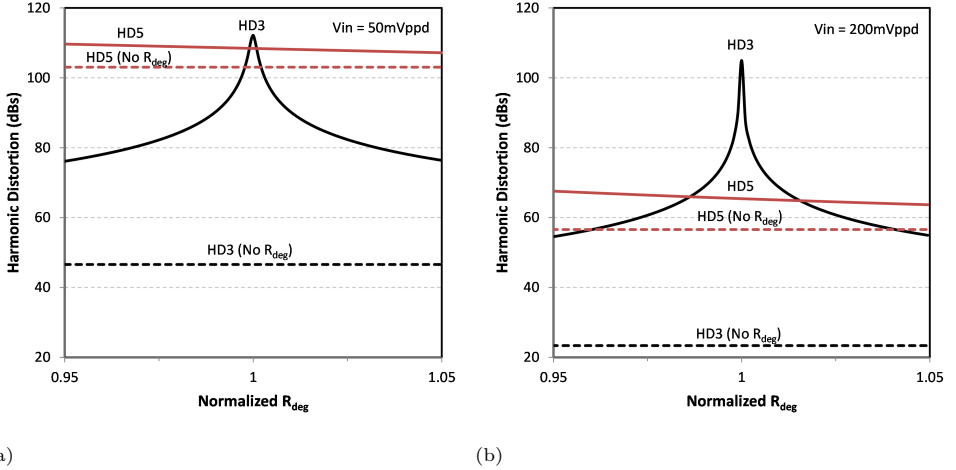 120
100
80
60
40
20
Harmonic Distortion (dBs)
HD3
Vin = 50mVppd
HD5
HD5 (No Rdeg)
HD3 (No Rdeg)
0.95
1
1.05
Normalized Rdeg
a)
120
100
80
60
40
20
Harmonic Distortion (dBs)
Vin = 200mVppd
HD3
HD5
HD5 (No Rdeg)
HD3 (No Rdeg)
0.95
1
1.05
Normalized Rdeg
(b)